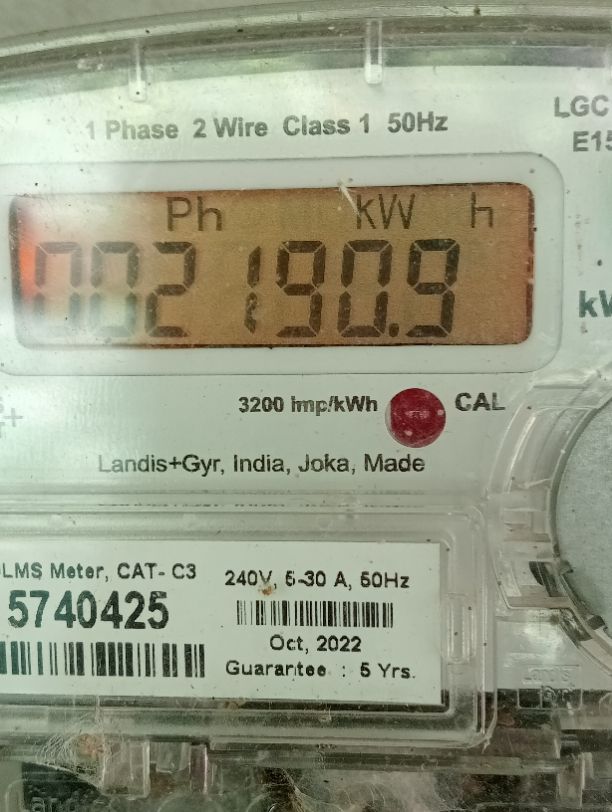 1 Phase 2 Wire Class 1 50Hz
LGC
E15
Ph kW h
002190.9
3200 Imp/kWh
CAL
Landis+Gyr, India, Joka, Made
LMS Meter, CAT- C3
5740425
240V, 5-30 A, 50Hz
Oct, 2022
Guarantee : 5 Yrs.